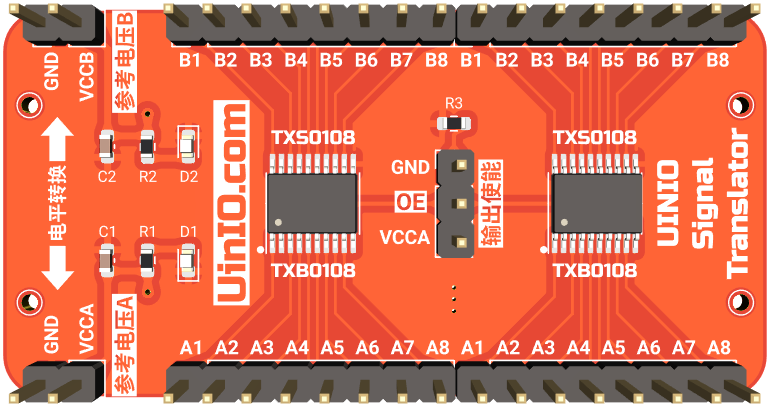 GND
VCCB
参考电压B
B1 B2 B3 B4 B5 B6 B7 B8 B1 B2 B3 B4 B5 B6 B7 B8
R3
TXS0108
TXS0108
C2 R2 D2
GND
OE
VCCA
输出使能
电平转换
UinIO.com
UINIO
Signal
Translator
C1 R1 D1
TXB0108
TXB0108
GND
VCCA
参考电压A
A1 A2 A3 A4 A5 A6 A7 A8 A1 A2 A3 A4 A5 A6 A7 A8